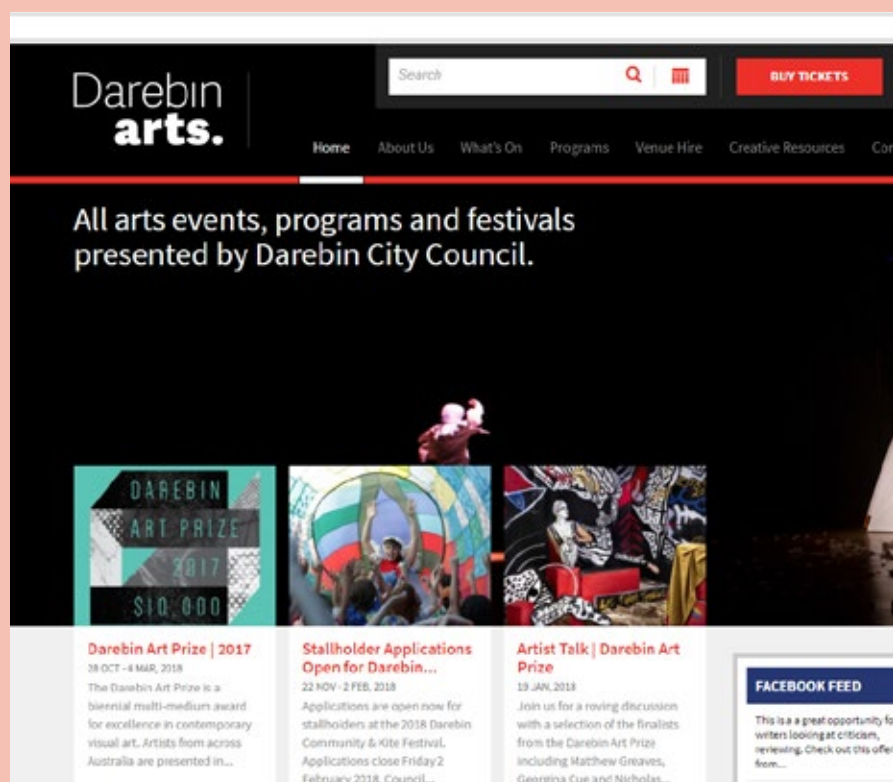 Darebin
arts.
Search
BUY TICKETS
Home About Us What's On Programs Venue Hire Creative Resources
All arts events, programs and festivals
presented by Darebin City Council.
DAREBIN
ART PRIZE
2017
$10,000
Darebin Art Prize | 2017
28 OCT - 4 MAR, 2018
The Darebin Art Prize is a
biennial multi-medium award
for excellence in contemporary
visual art. Artists from across
Australia are presented in...
Stallholder Applications
Open for Darebin...
22 NOV - 2 FEB, 2018
Applications are open now for
stallholders at the 2018 Darebin
Community & Kite Festival.
Applications close Friday 2
February 2018. Council...
Artist Talk | Darebin Art
Prize
19 JAN, 2018
Join us for a roving discussion
with a selection of the finalists
from the Darebin Art Prize
including Matthew Greaves,
Georgina Cue and Nicholas...
FACEBOOK FEED
This is a a great opportunity fo
writers looking at criticism,
reviewing. Check out this offer
from...